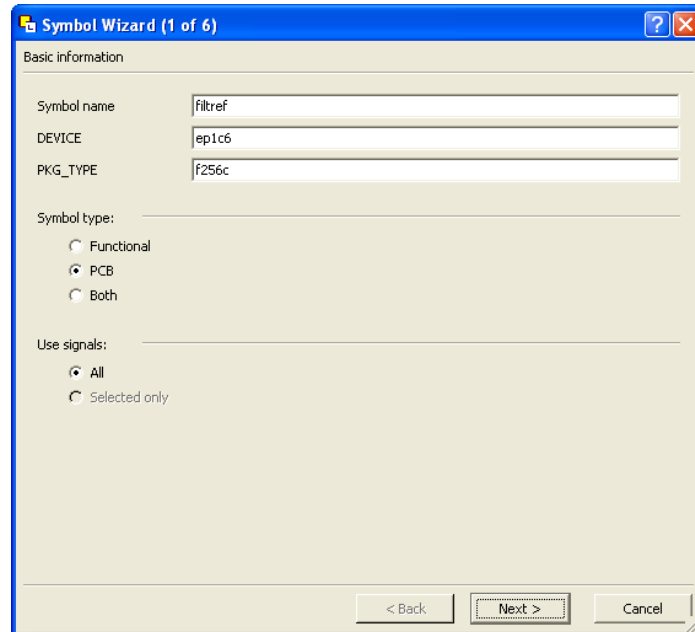 Symbol Wizard (1 of 6)
Basic information
Symbol name filtref
DEVICE ep1c6
PKG_TYPE f256c
Symbol type:
Functional
PCB
Both
Use signals:
All
Selected only
< Back Next > Cancel